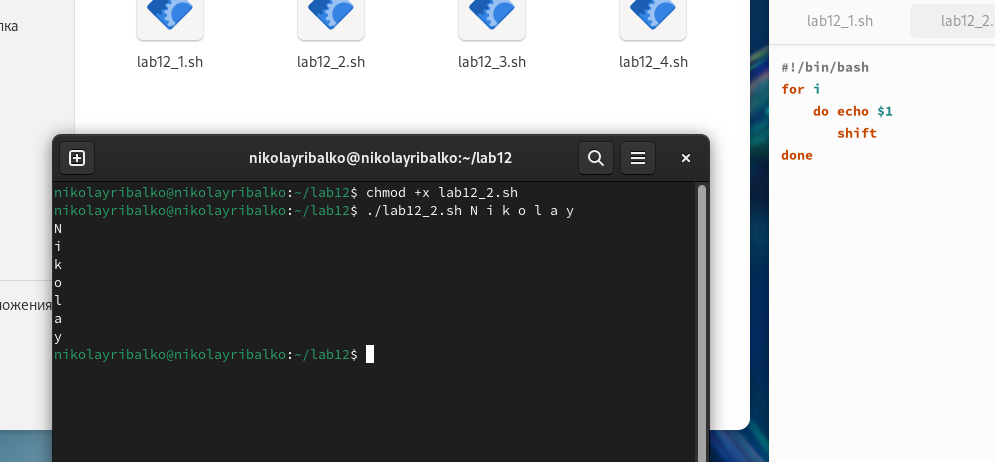 лка
lab12_1.sh lab12_2.sh lab12_3.sh lab12_4.sh
ложения
nikolayribalko@nikolayribalko:~/lab12
nikolayribalko@nikolayribalko:~/lab12$ chmod +x lab12_2.sh
nikolayribalko@nikolayribalko:~/lab12$ ./lab12_2.sh N i k o l a y
N
i
k
o
l
a
y
nikolayribalko@nikolayribalko:~/lab12$
lab12_1.sh lab12_2.
#!/bin/bash
for i
do echo $1
shift
done